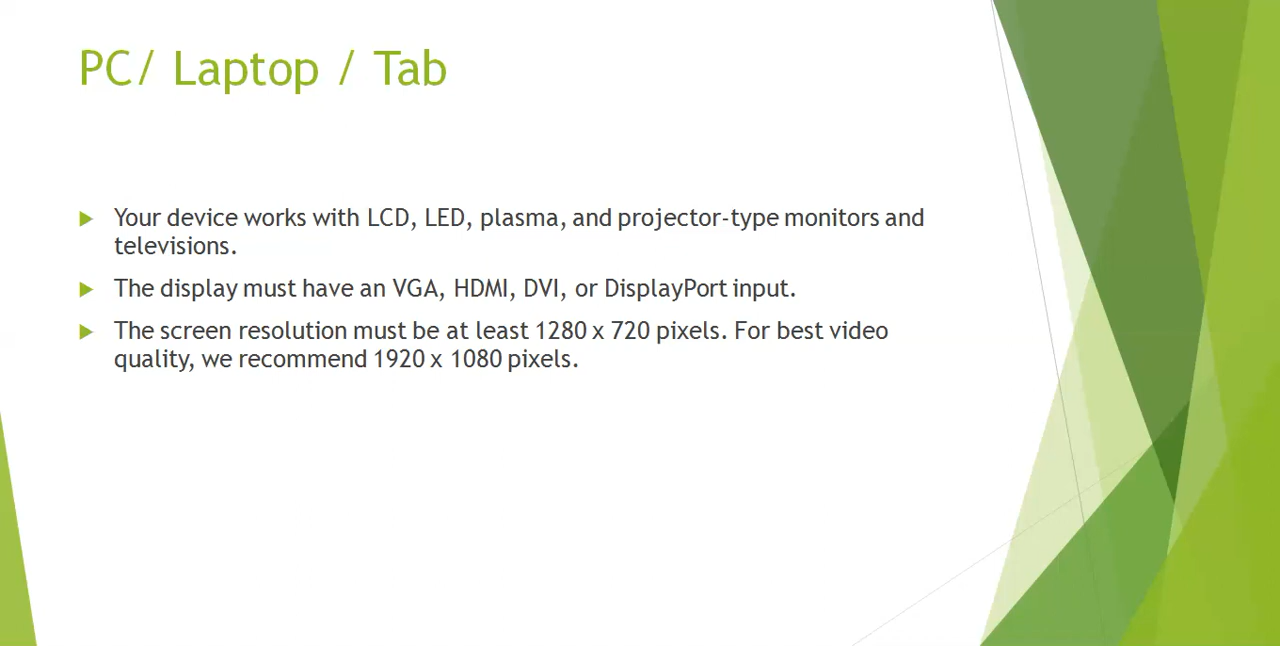 PC/ Laptop / Tab
Your device works with LCD, LED, plasma, and projector-type monitors and
televisions.
The display must have an VGA, HDMI, DVI, or DisplayPort input.
The screen resolution must be at least 1280 x 720 pixels. For best video
quality, we recommend 1920 x 1080 pixels.